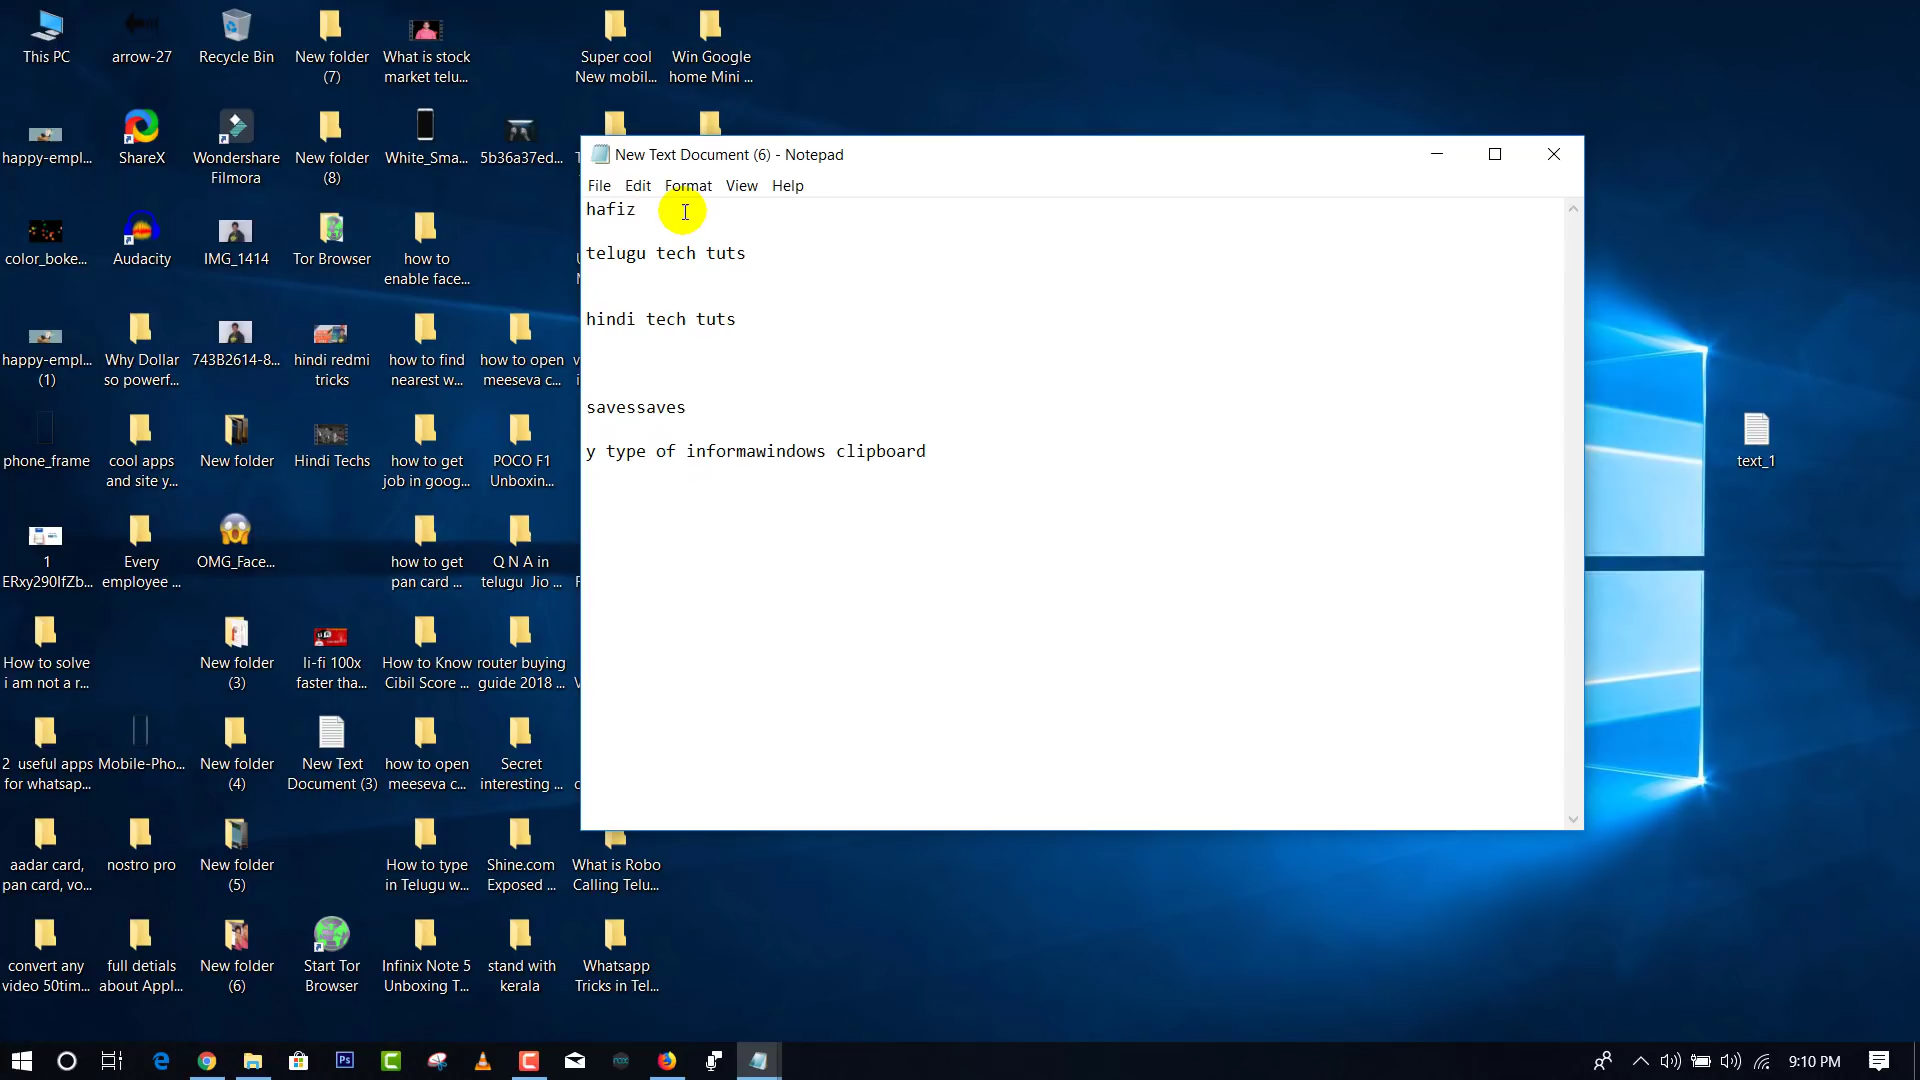 This PC
arrow-27
Recycle Bin
New folder
(7)
What is stock
market telu...
Super cool
New mobil...
Win Google
home Mini ...
happy-empl...
ShareX
Wondershare
Filmora
New folder
(8)
White_Sma...
5b36a37ed...
color_boke...
Audacity
IMG_1414
Tor Browser
how to
enable face...
happy-empl...
(1)
Why Dollar
so powerf...
743B2614-8...
hindi redmi
tricks
how to find
nearest w...
how to open
meeseva c...
phone_frame
cool apps
and site y...
New folder
Hindi Techs
how to get
job in goog...
POCO F1
Unboxin...
1
ERxy290IfZb...
Every
employee ...
OMG_Face...
how to get
pan card ...
Q N A in
telugu Jio ...
How to solve
i am not a r...
New folder
(3)
li-fi 100x
faster tha...
How to Know
Cibil Score ...
router buying
guide 2018 ...
2 useful apps
for whatsap...
Mobile-Pho...
New folder
(4)
New Text
Document (3)
how to open
meeseva c...
Secret
interesting ...
aadar card,
pan card, vo...
nostro pro
New folder
(5)
How to type
in Telugu w...
Shine.com
Exposed ...
What is Robo
Calling Telu...
convert any
video 50tim...
full detials
about Appl...
New folder
(6)
Start Tor
Browser
Infinix Note 5
Unboxing T...
stand with
kerala
Whatsapp
Tricks in Tel...
New Text Document (6) - Notepad
File Edit Format View Help
hafiz
telugu tech tuts
hindi tech tuts
savessaves
y type of informawindows clipboard
text_1
Ps
9:10 PM